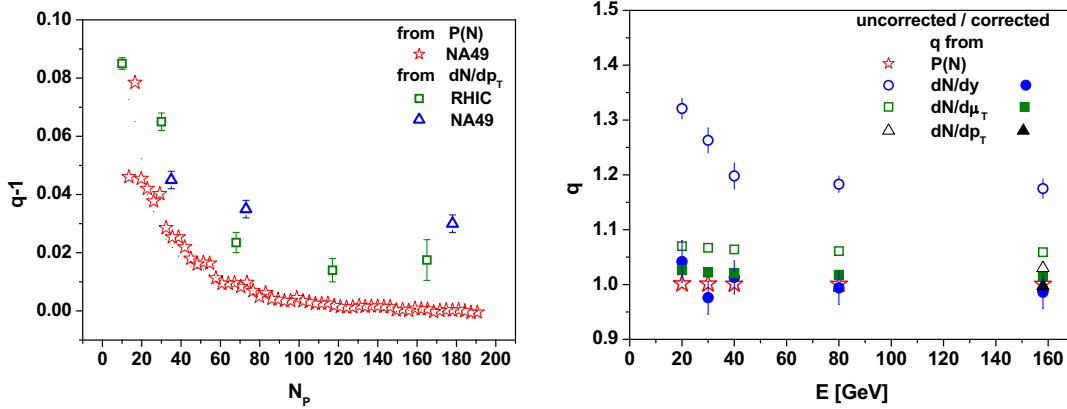 from P(N)
NA49
from dN/dp_T
RHIC
NA49
0.10
0.08
0.06
0.04
0.02
0.00
q-1
0 20 40 60 80 100 120 140 160 180 200
N_P
uncorrected / corrected
q from
P(N)
dN/dy
dN/dμ_T
dN/dp_T
1.5
1.4
1.3
1.2
1.1
1.0
0.9
q
0 20 40 60 80 100 120 140 160
E [GeV]